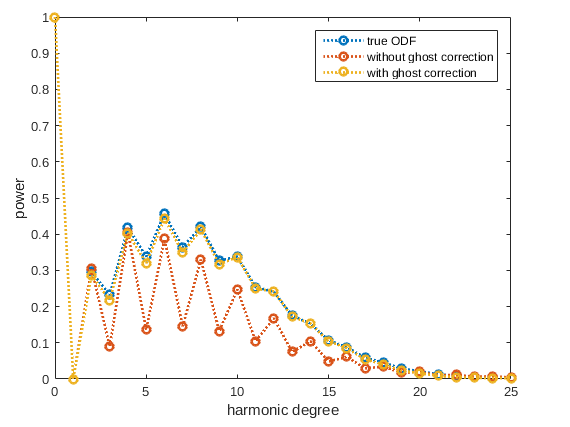 1
true ODF
without ghost correction
with ghost correction
0.9
0.8
0.7
0.6
0.5
0.4
0.3
0.2
0.1
0
power
0 5 10 15 20 25
harmonic degree